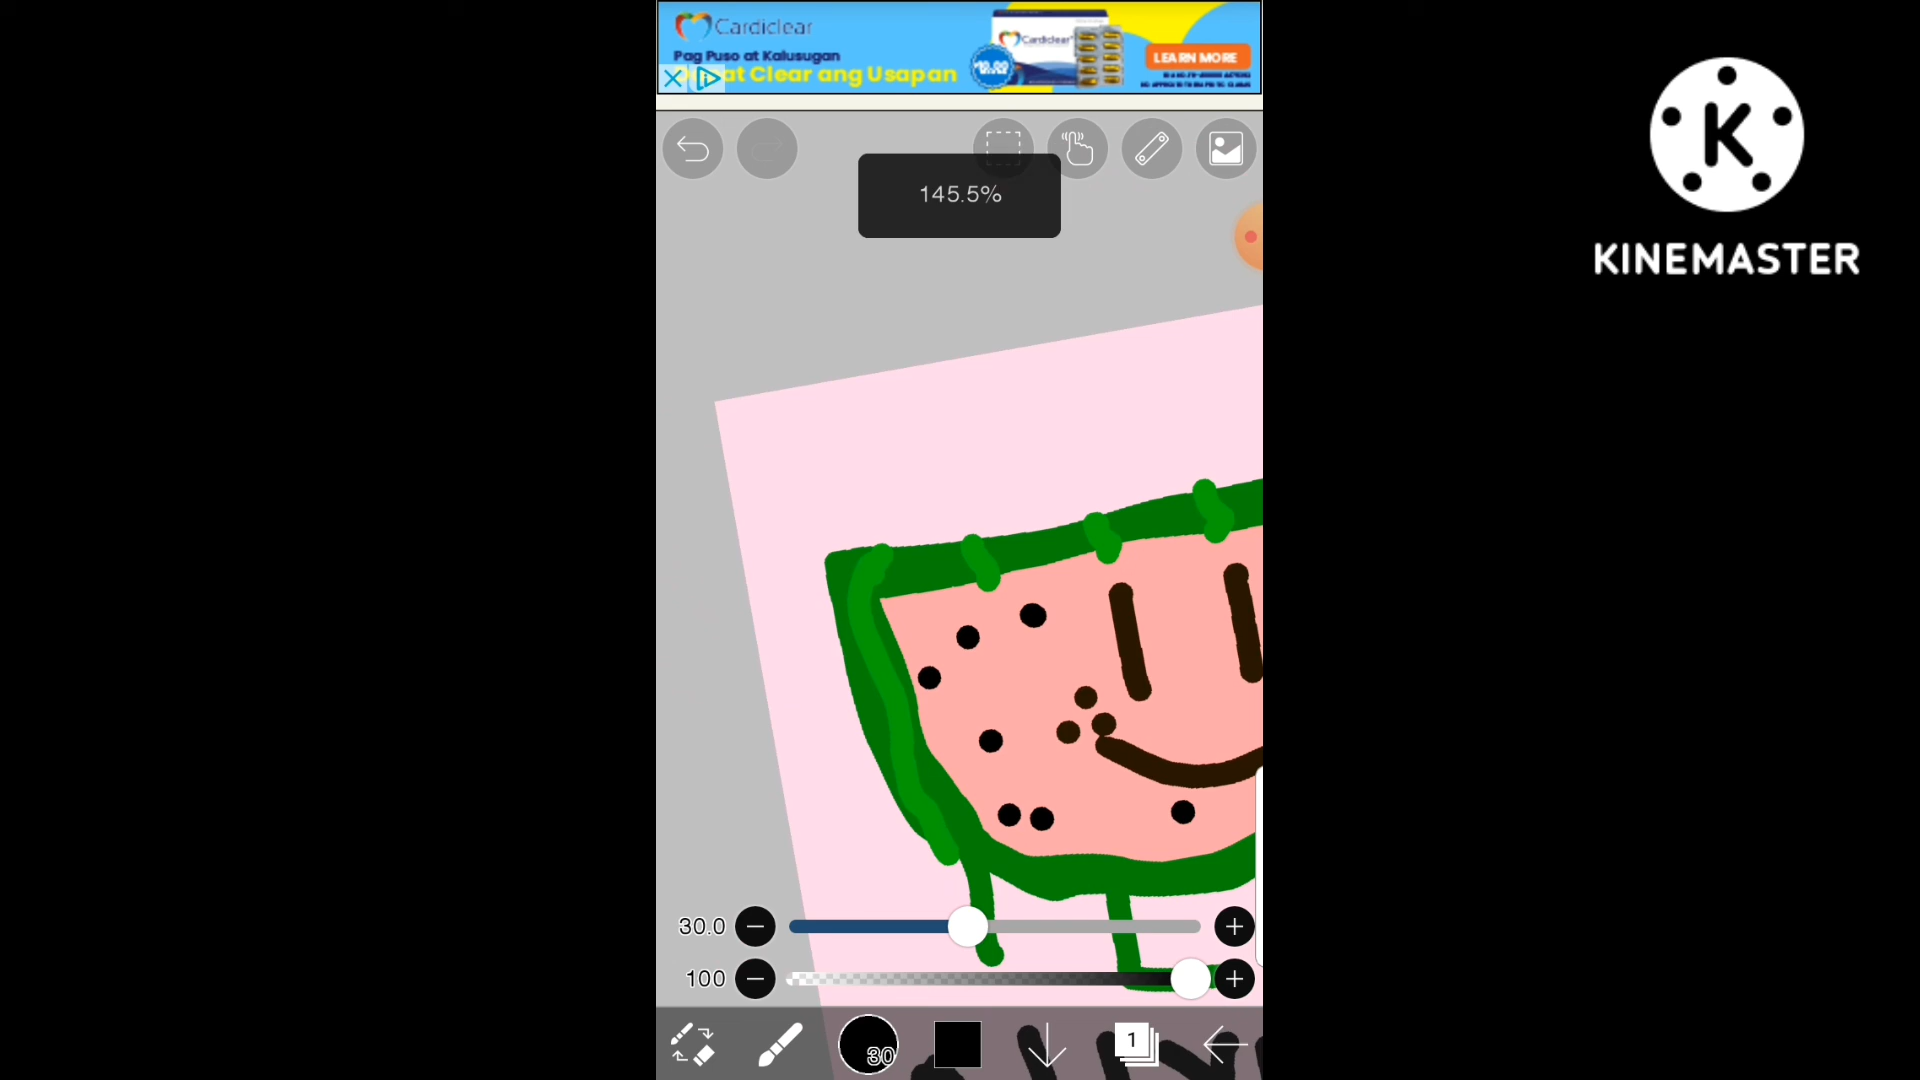 Cardiclear
Pag Puso at Kalusugan
at Clear ang Usapan
Cardiclear
LEARN MORE
145.5%
KINEMASTER
K
30.0
100
30
1